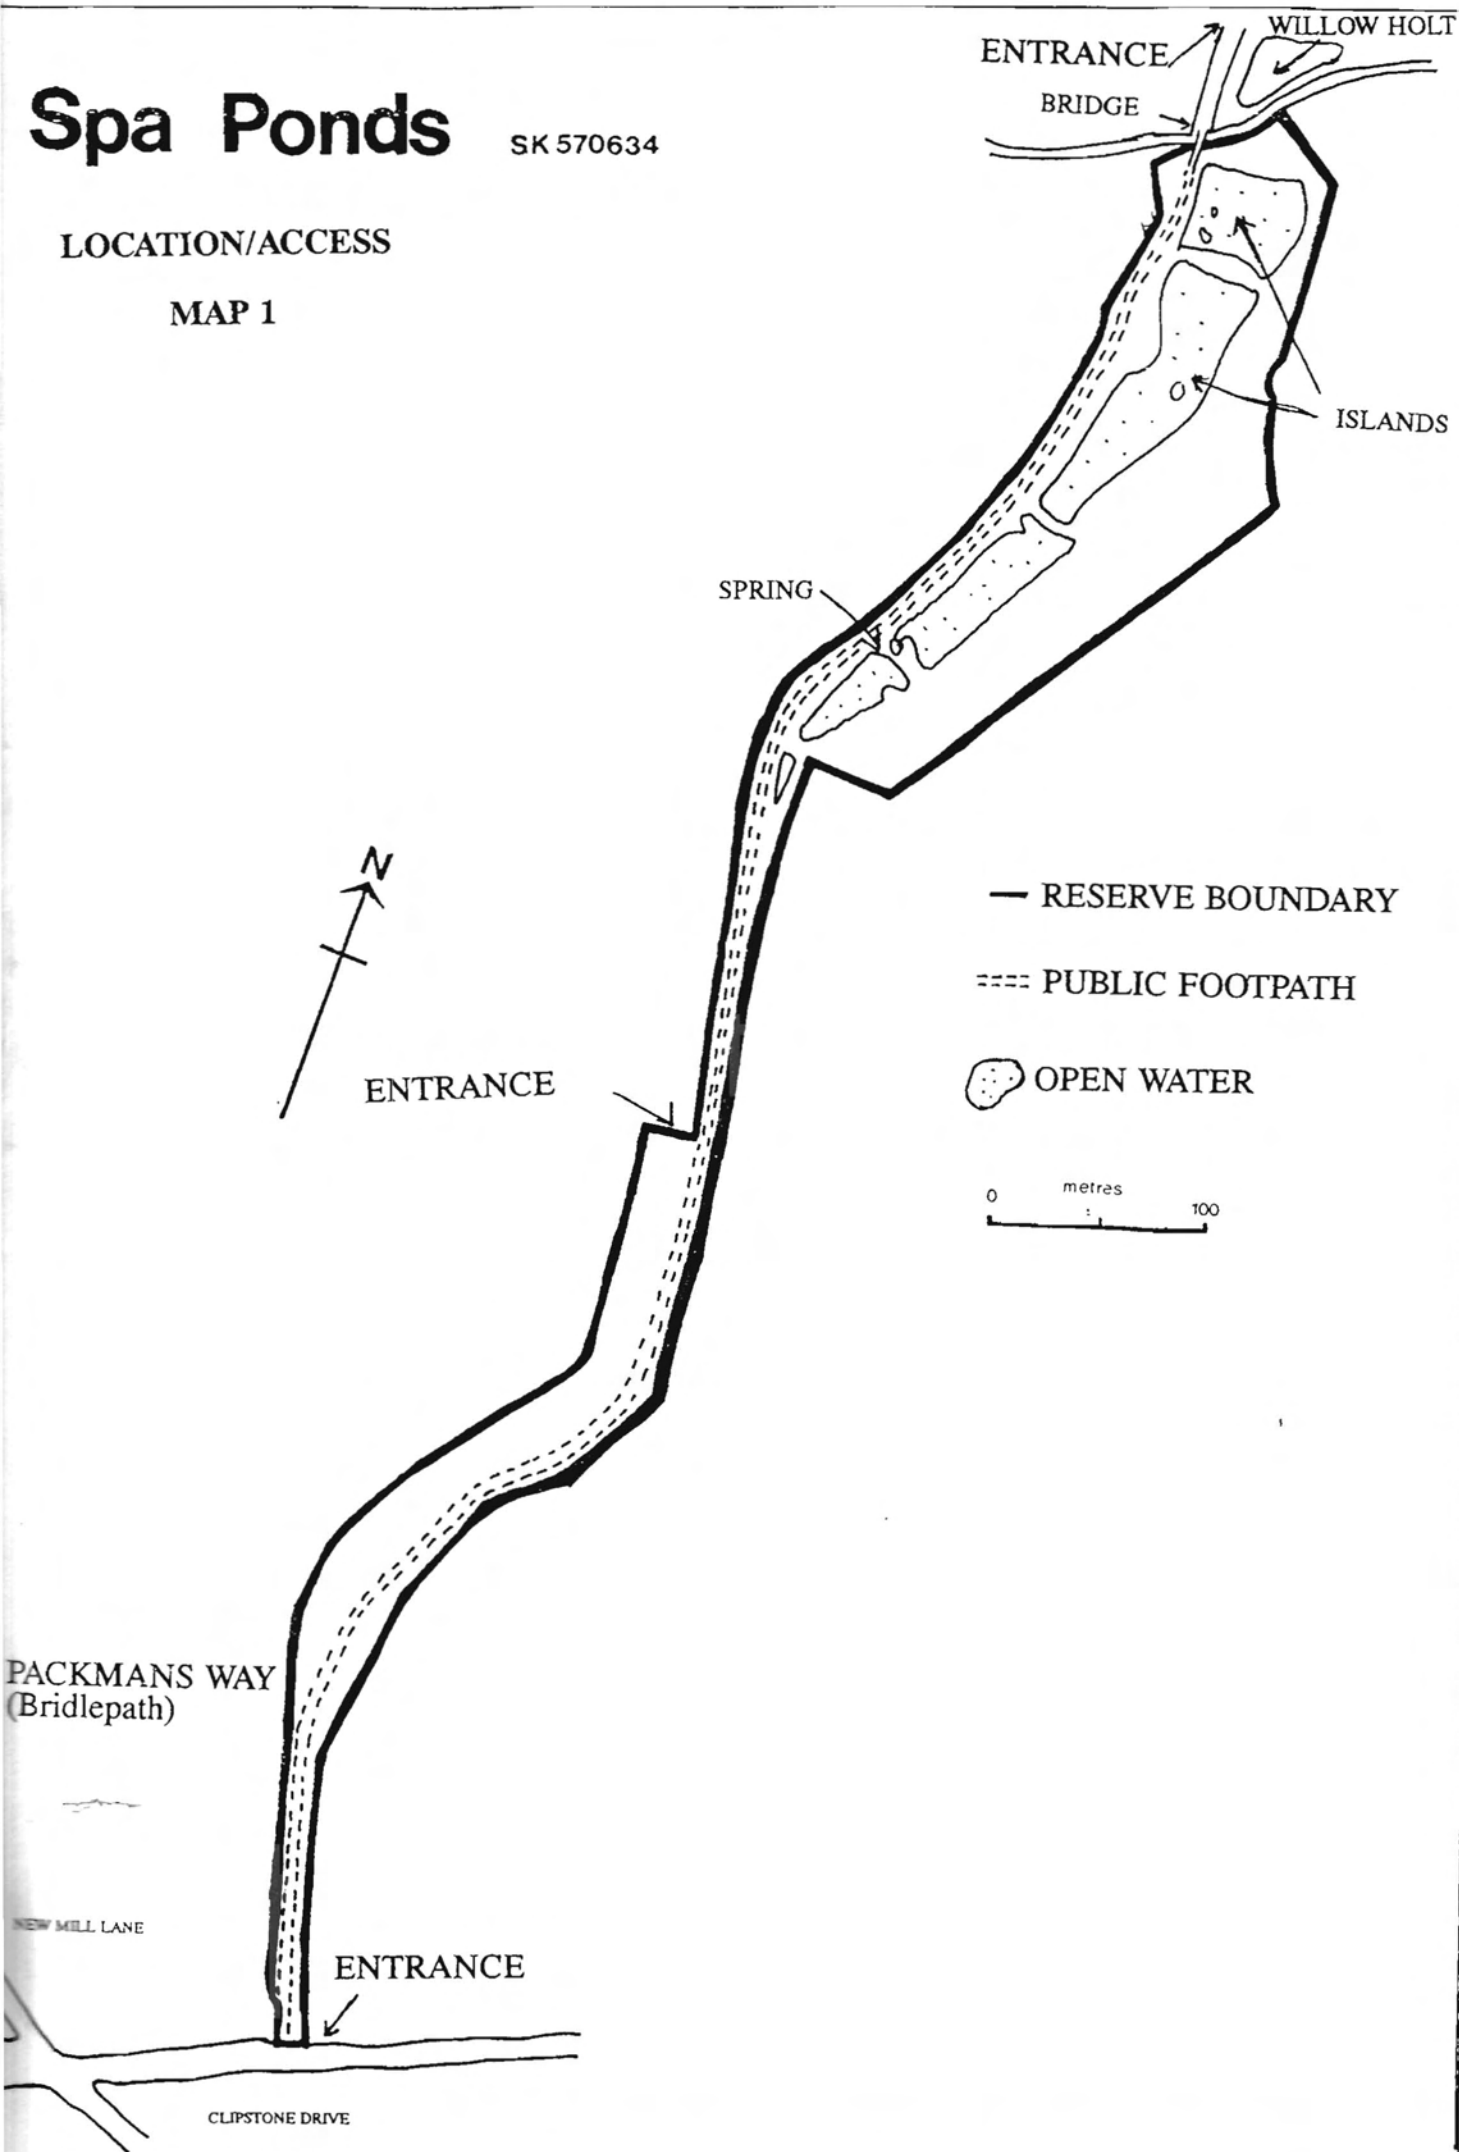 WILLOW HOLT
ENTRANCE
BRIDGE
Spa Ponds SK 570634
LOCATION/ACCESS
MAP 1
ISLANDS
SPRING
N
RESERVE BOUNDARY
PUBLIC FOOTPATH
OPEN WATER
ENTRANCE
0 metres 100
PACKMANS WAY
(Bridlepath)
NEW MILL LANE
ENTRANCE
CLIPSTONE DRIVE